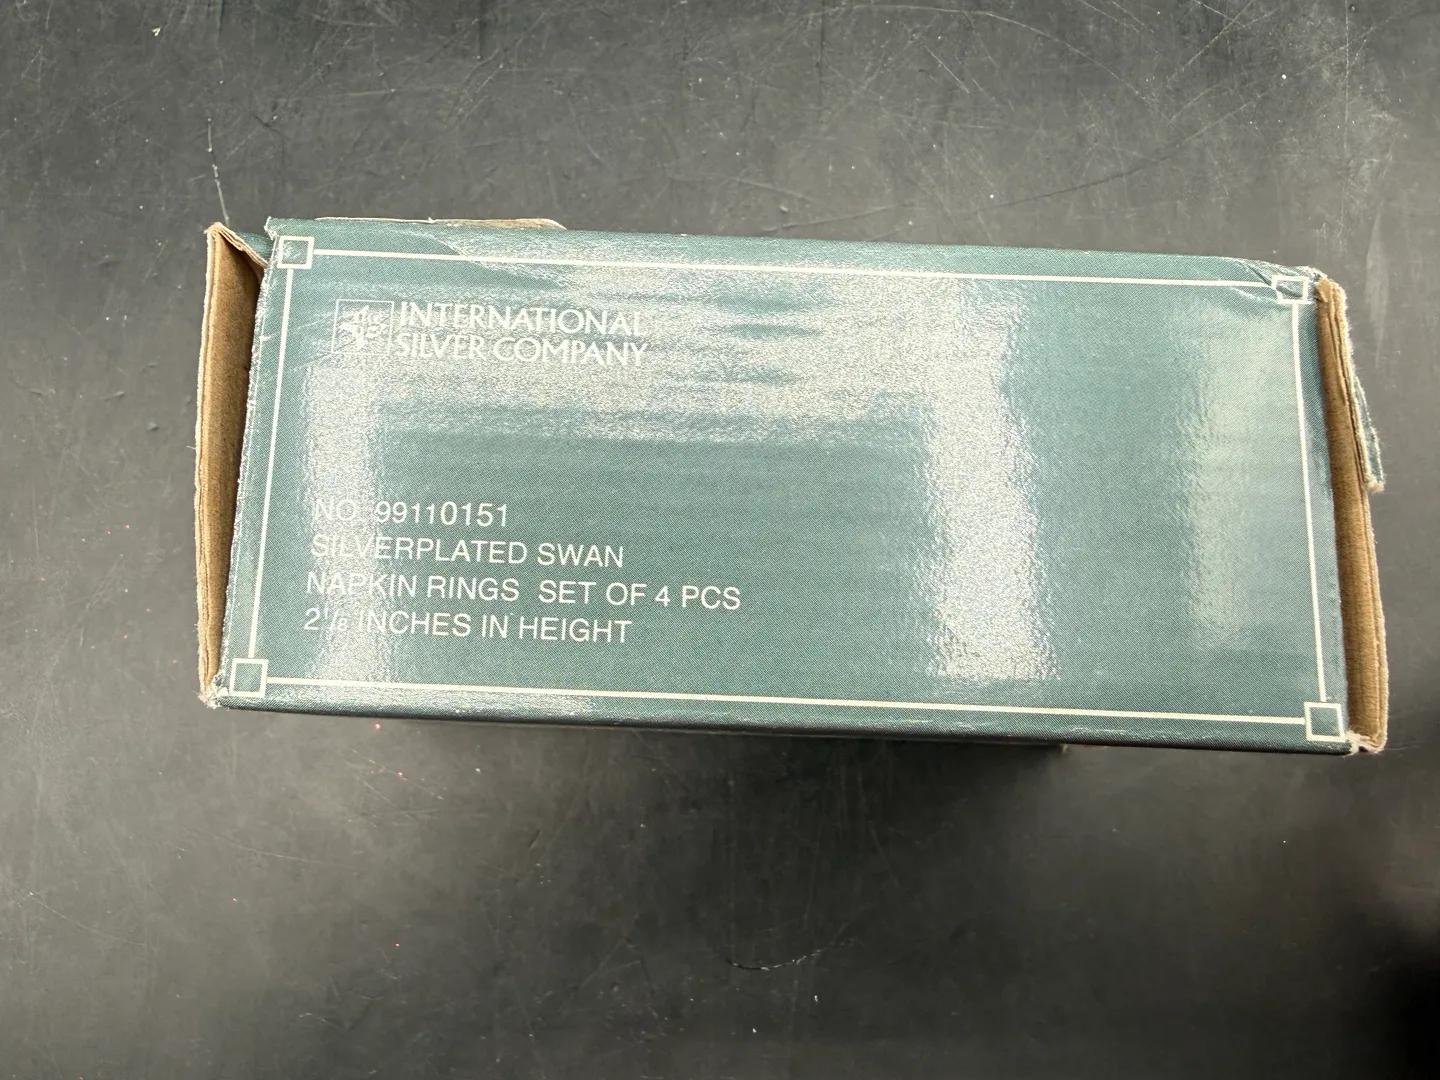 INTERNATIONAL
SILVER COMPANY
NO. 99110151
SILVERPLATED SWAN
NAPKIN RINGS SET OF 4 PCS
2 1/8 INCHES IN HEIGHT